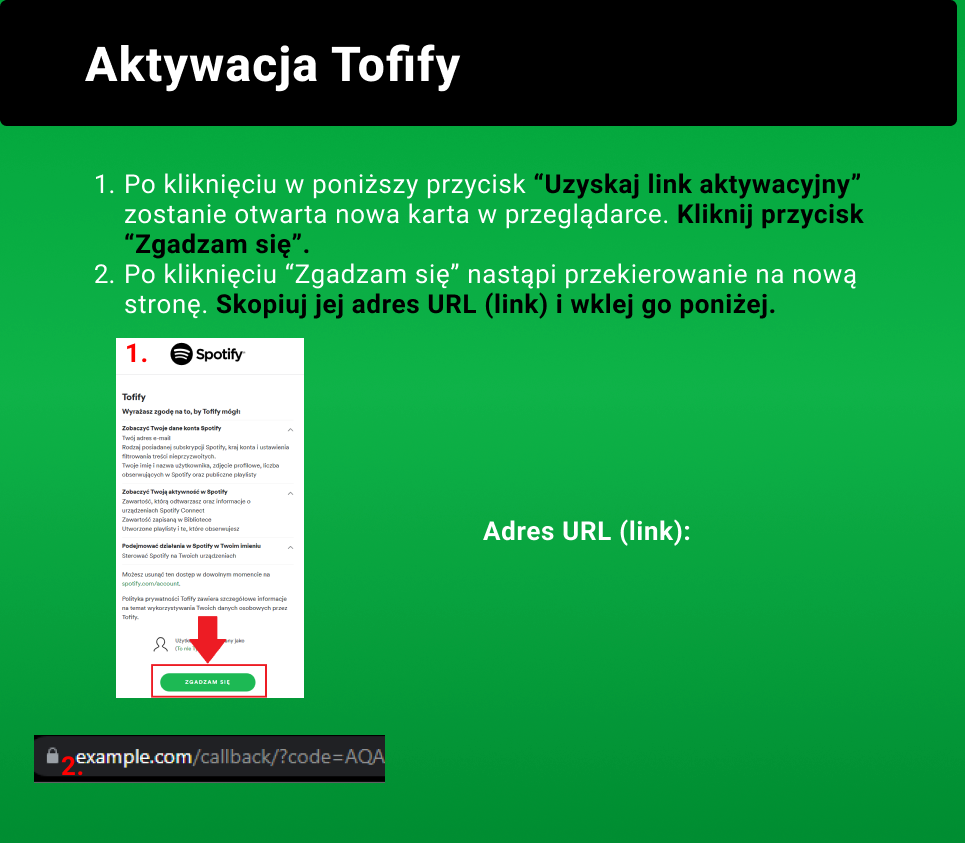 Aktywacja Tofify
1. Po kliknięciu w poniższy przycisk “Uzyskaj link aktywacyjny”
zostanie otwarta nowa karta w przeglądarce. Kliknij przycisk
“Zgadzam się”.
2. Po kliknięciu “Zgadzam się” nastąpi przekierowanie na nową
stronę. Skopiuj jej adres URL (link) i wklej go poniżej.
1.
Spotify
Tofify
Wyrażasz zgodę na to, by Tofify mógł:
Zobaczyć Twoje dane konta Spotify
Twój adres e-mail
Rodzaj posiadanej subskrypcji Spotify, kraj konta i ustawienia
filtrowania treści nieprzyzwoitych.
Twoje imię i nazwa użytkownika, zdjęcie profilowe, liczba
obserwujących w Spotify oraz publiczne playlisty
Zobaczyć Twoją aktywność w Spotify
Zawartość, którą odtwarzasz oraz informacje o
urządzeniach Spotify Connect
Zawartość zapisaną w Bibliotece
Utworzone playlisty i te, które obserwujesz
Podejmować działania w Spotify w Twoim imieniu
Sterować Spotify na Twoich urządzeniach
Możesz usunąć ten dostęp w dowolnym momencie na
spotify.com/account.
Polityka prywatności Tofify zawiera szczegółowe informacje
na temat wykorzystywania Twoich danych osobowych przez
Tofify.
jako
(To nie
ZGADZAM SIĘ
Adres URL (link):
2.
example.com/callback/?code=AQA